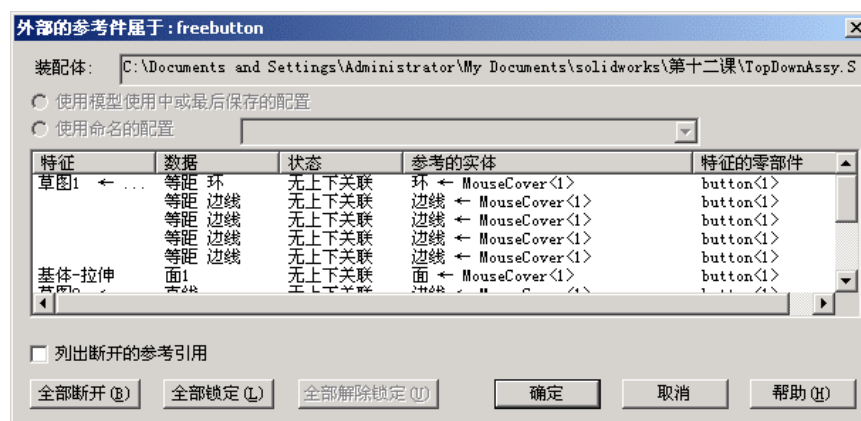 外部的参考件属于:freebutton
装配体: C:\Documents and Settings\Administrator\My Documents\solidworks\第十二课\TopDownAssy.S
使用模型使用中或最后保存的配置
使用命名的配置
特征 数据 状态 参考的实体 特征的零部件
草图1 ← ... 等距 环 无上下关联 环 ← MouseCover<1> button<1>
等距 边线 无上下关联 边线 ← MouseCover<1> button<1>
等距 边线 无上下关联 边线 ← MouseCover<1> button<1>
等距 边线 无上下关联 边线 ← MouseCover<1> button<1>
等距 边线 无上下关联 边线 ← MouseCover<1> button<1>
基体-拉伸 面1 无上下关联 面 ← MouseCover<1> button<1>
列出断开的参考引用
全部断开(B) 全部锁定(L) 全部解除锁定(U) 确定 取消 帮助(H)